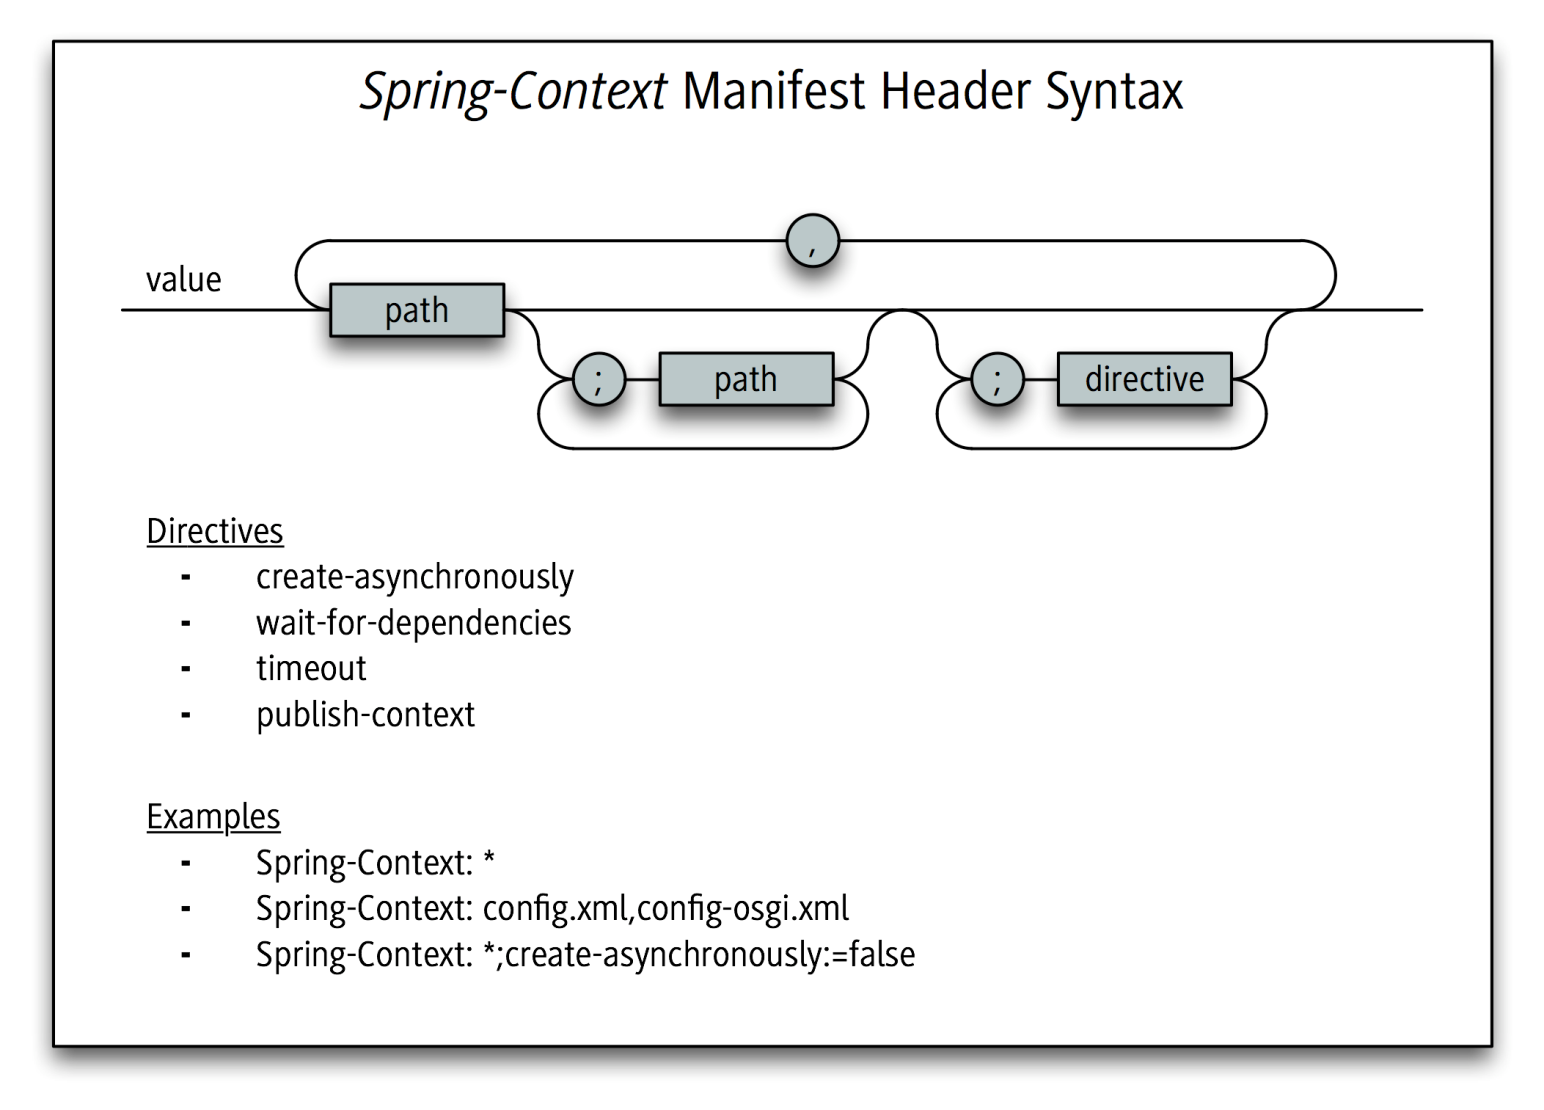 Spring-Context Manifest Header Syntax
,
value
path
; path ; directive
Directives
- create-asynchronously
- wait-for-dependencies
- timeout
- publish-context
Examples
- Spring-Context: *
- Spring-Context: config.xml,config-osgi.xml
- Spring-Context: *;create-asynchronously:=false